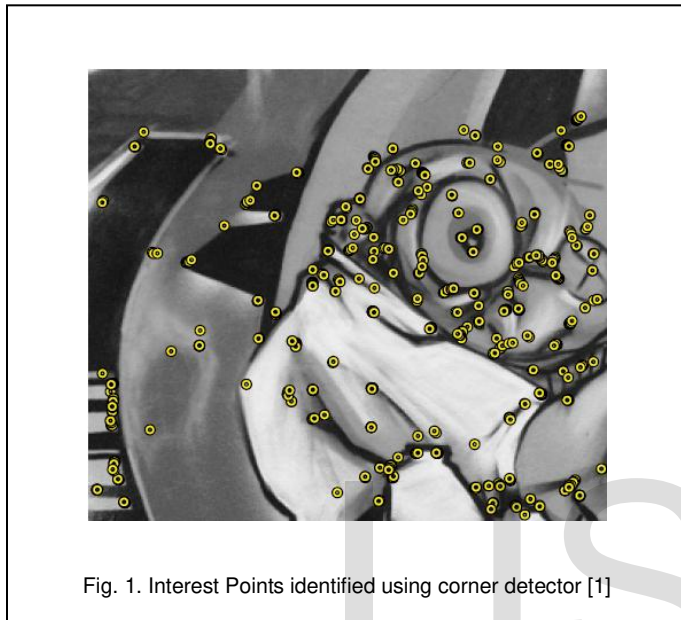 Fig. 1. Interest Points identified using corner detector [1]